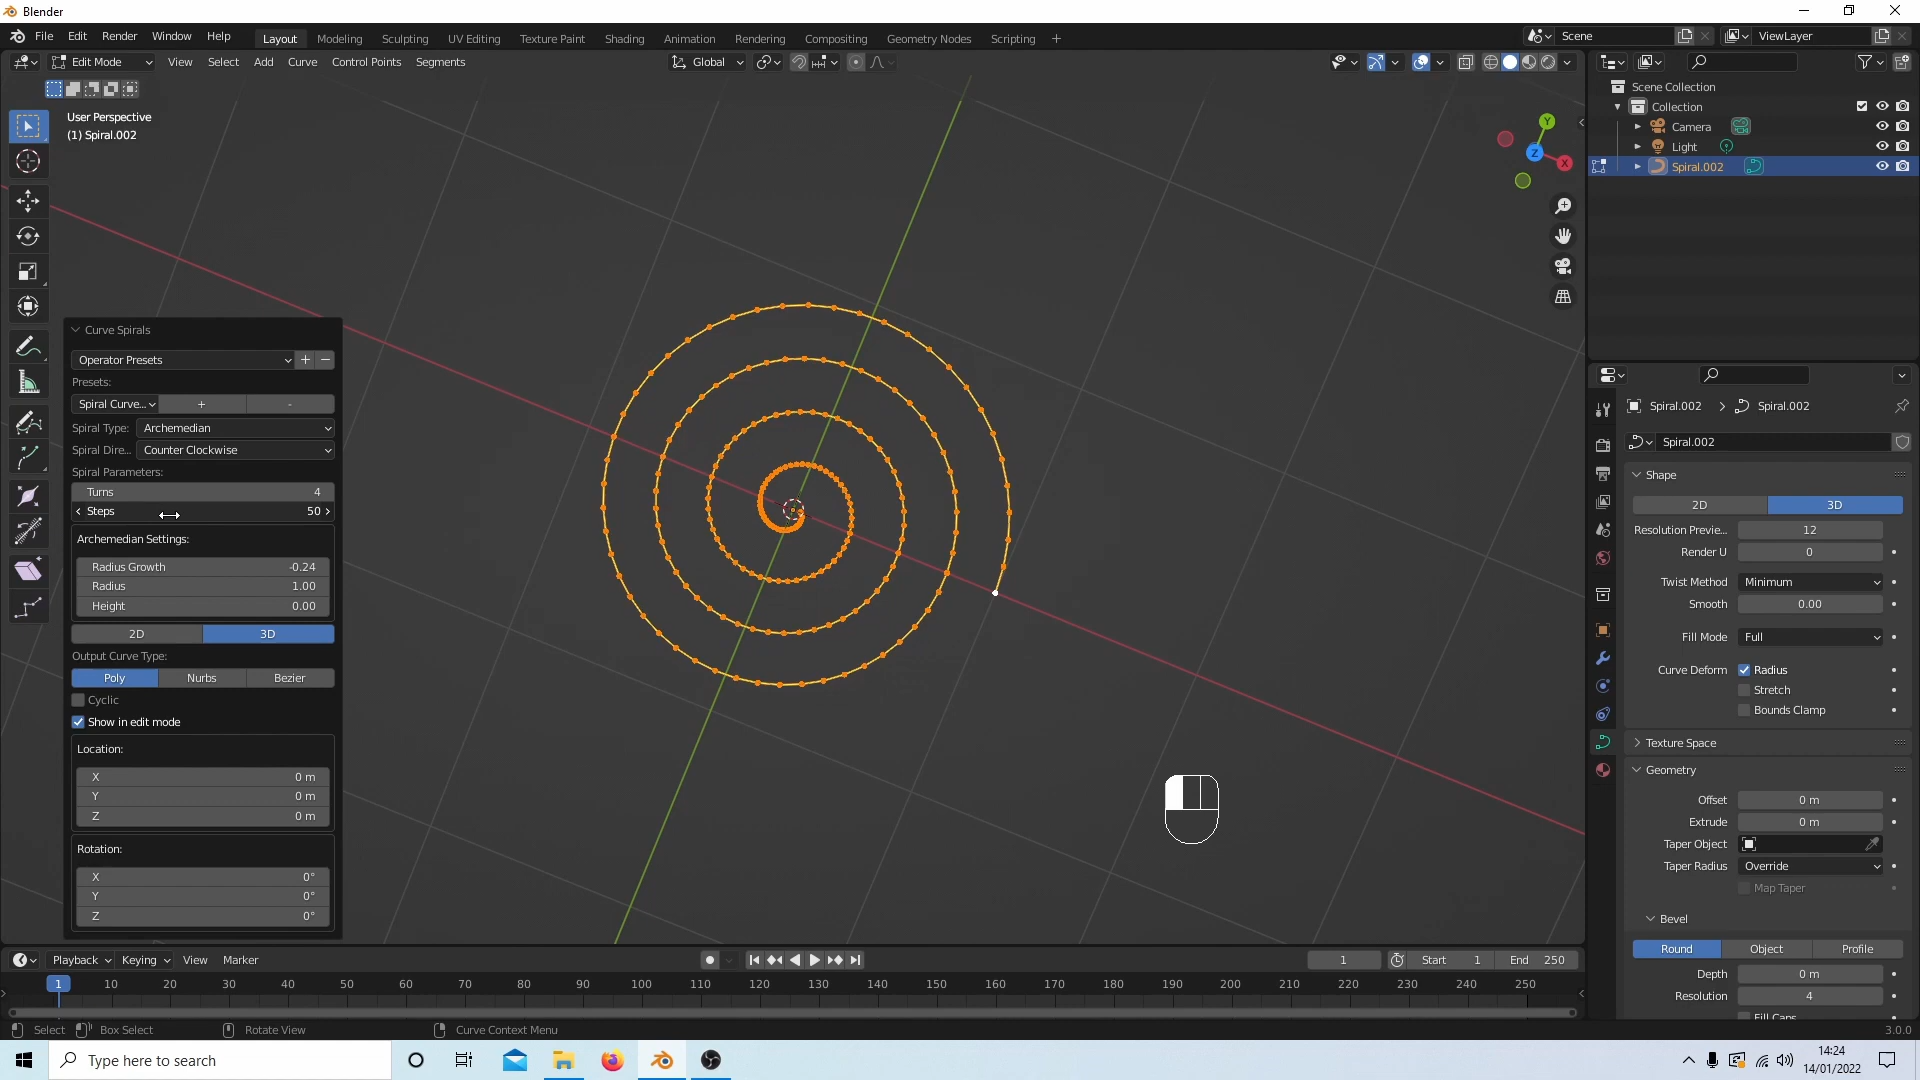 Blender
File Edit Render Window Help
Layout Modeling Sculpting UV Editing Texture Paint Shading Animation Rendering Compositing Geometry Nodes Scripting +
Scene
ViewLayer
Edit Mode View Select Add Curve Control Points Segments
Global
User Perspective
(1) Spiral.002
Y
Z
X
Scene Collection
Collection
Camera
Light
Spiral.002
Curve Spirals
Operator Presets + −
Presets:
Spiral Curve... + -
Spiral Type: Archemedian
Spiral Dire... Counter Clockwise
Spiral Parameters:
Turns 4
Steps 50
Archemedian Settings:
Radius Growth -0.24
Radius 1.00
Height 0.00
2D 3D
Output Curve Type:
Poly Nurbs Bezier
Cyclic
Show in edit mode
Location:
X 0 m
Y 0 m
Z 0 m
Rotation:
X 0°
Y 0°
Z 0°
Spiral.002 > Spiral.002
Spiral.002
Shape
2D 3D
Resolution Previe... 12
Render U 0
Twist Method Minimum
Smooth 0.00
Fill Mode Full
Curve Deform Radius
Stretch
Bounds Clamp
Texture Space
Geometry
Offset 0 m
Extrude 0 m
Taper Object
Taper Radius Override
Map Taper
Bevel
Round Object Profile
Depth 0 m
Resolution 4
Fill Caps
Playback Keying View Marker
1 Start 1 End 250
1 10 20 30 40 50 60 70 80 90 100 110 120 130 140 150 160 170 180 190 200 210 220 230 240 250
Select Box Select Rotate View Curve Context Menu
3.0.0
Type here to search
14:24
14/01/2022